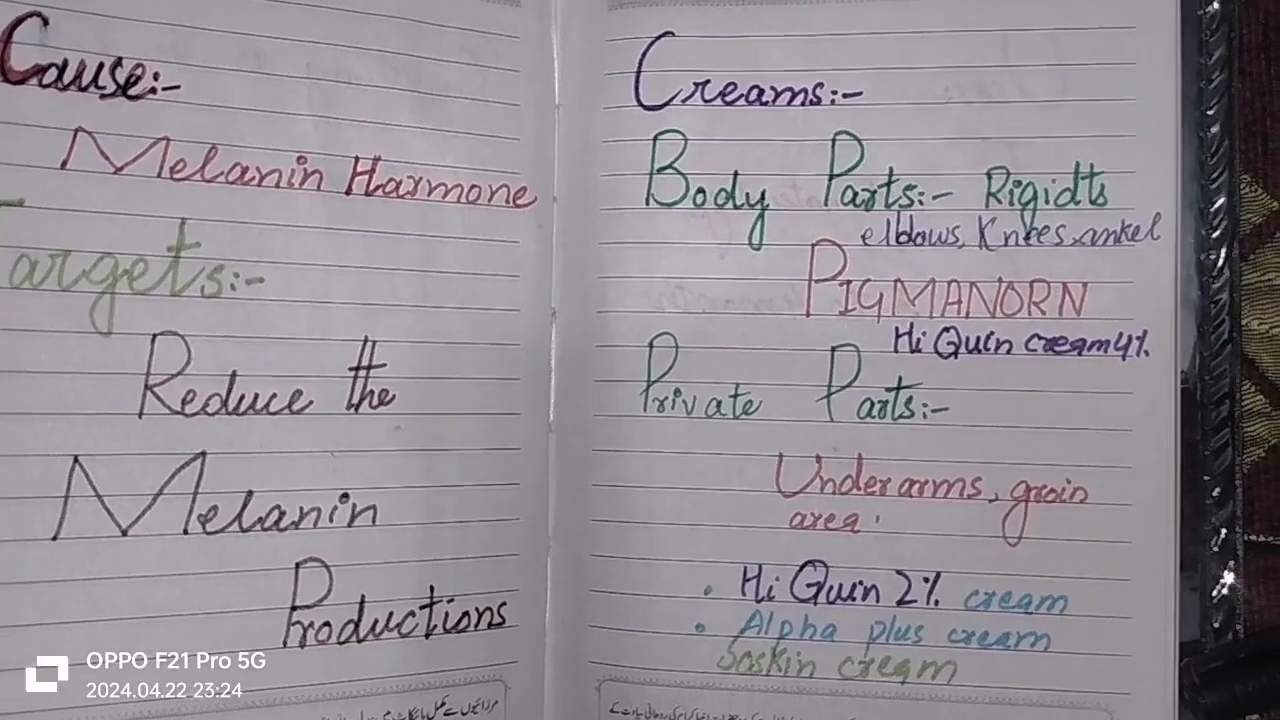 Cause:-
Melanin Harmone
Targets:-
Reduce the
Melanin
Productions
Creams:-
Body Parts:- Rigidts
elbows, Knees, ankel
PIGMANORN
Hi Quin cream 4%.
Private Parts:-
Underarms, groin
area.
• Hi Quin 2% cream
• Alpha plus cream
Saskin cream
OPPO F21 Pro 5G
2024.04.22 23:24